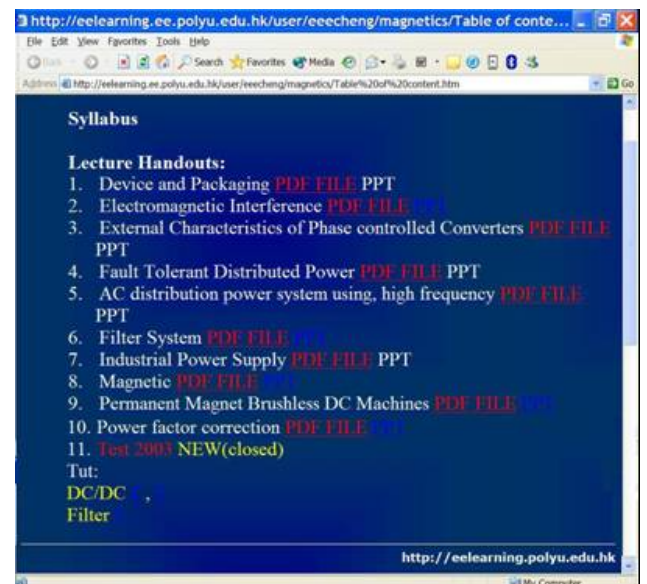 http://eelearning.ee.polyu.edu.hk/user/eeecheng/magnetics/Table of conte...
File Edit View Favorites Tools Help
Search Favorites Media
Address http://eelearning.ee.polyu.edu.hk/user/eeecheng/magnetics/Table%20of%20content.htm Go
Syllabus
Lecture Handouts:
1. Device and Packaging PDF FILE PPT
2. Electromagnetic Interference PDF FILE PPT
3. External Characteristics of Phase controlled Converters PDF FILE
PPT
4. Fault Tolerant Distributed Power PDF FILE PPT
5. AC distribution power system using, high frequency PDF FILE
PPT
6. Filter System PDF FILE PPT
7. Industrial Power Supply PDF FILE PPT
8. Magnetic PDF FILE PPT
9. Permanent Magnet Brushless DC Machines PDF FILE PPT
10. Power factor correction PDF FILE PPT
11. Test 2003 NEW(closed)
Tut:
DC/DC ,
Filter
http://eelearning.polyu.edu.hk
My Computer